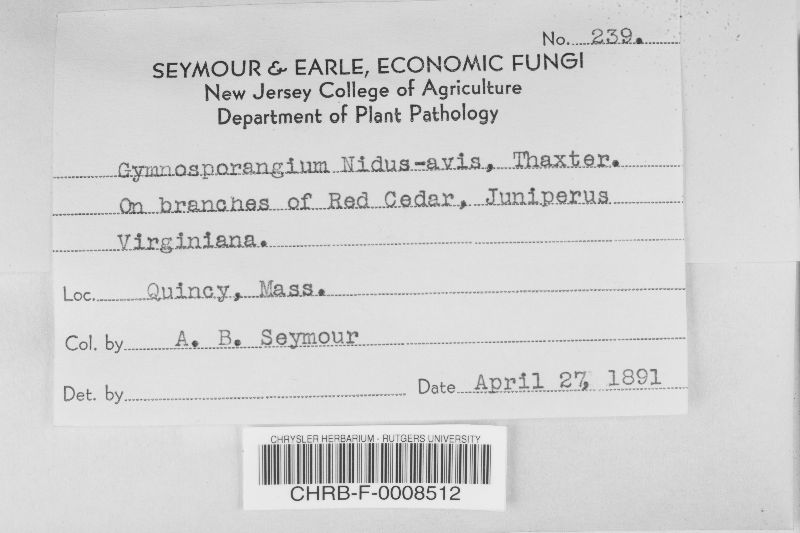 No. 239.
SEYMOUR & EARLE, ECONOMIC FUNGI
New Jersey College of Agriculture
Department of Plant Pathology
Gymnosporangium Nidus-avis, Thaxter.
On branches of Red Cedar, Juniperus
Virginiana.
Loc. Quincy, Mass.
Col. by A. B. Seymour
Det. by
Date April 27, 1891
CHRYSLER HERBARIUM - RUTGERS UNIVERSITY
CHRB-F-0008512